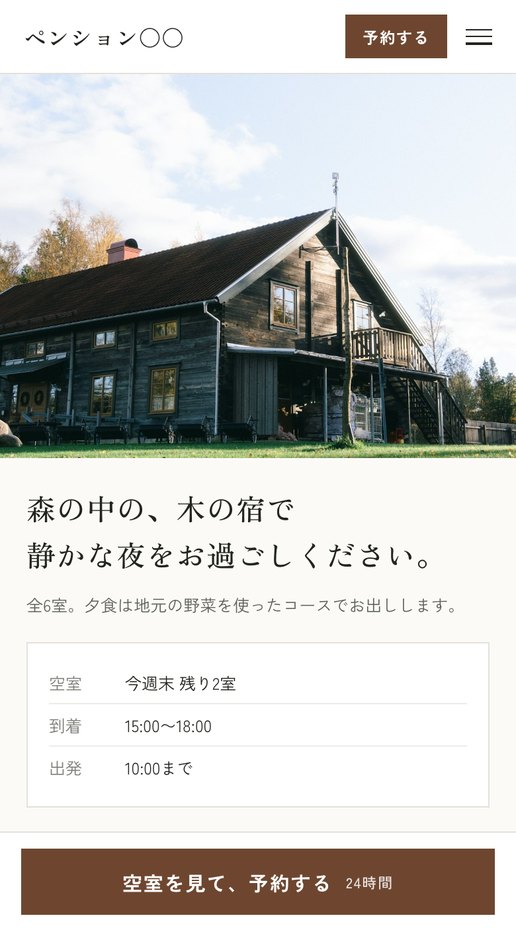 ペンション〇〇
予約する
森の中の、木の宿で
静かな夜をお過ごしください。
全6室。夕食は地元の野菜を使ったコースでお出しします。
空室 今週末 残り2室
到着 15:00〜18:00
出発 10:00まで
空室を見て、予約する 24時間